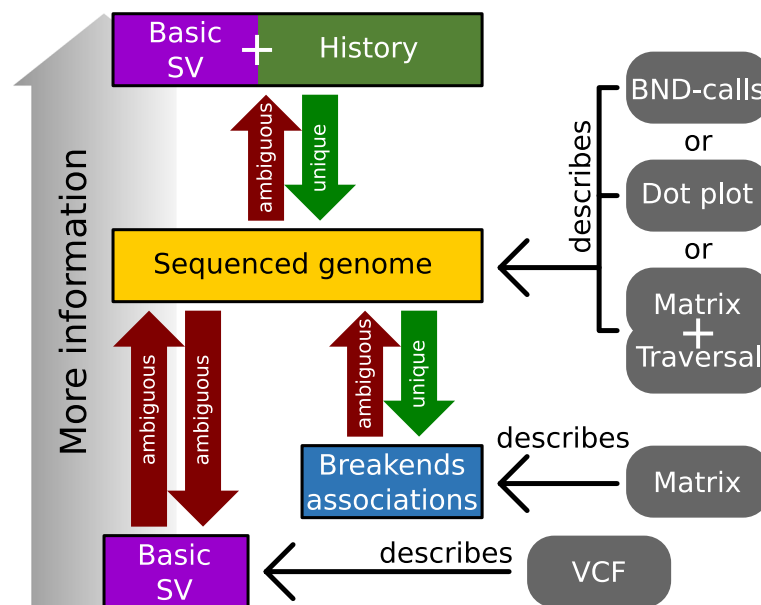 Basic
SV
+
History
BND-calls
or
Dot plot
or
Matrix
+
Traversal
describes
ambiguous
unique
Sequenced genome
More information
ambiguous
ambiguous
ambiguous
unique
Breakends
associations
describes
Matrix
Basic
SV
describes
VCF